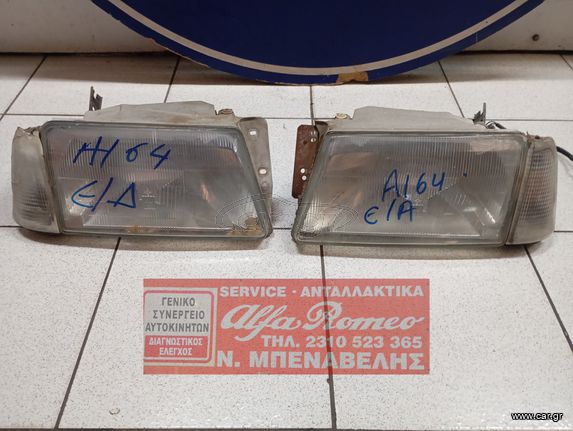 A164
E/Δ
A164
E/A
SERVICE · ΑΝΤΑΛΛΑΚΤΙΚΑ
ΓΕΝΙΚΟ
ΣΥΝΕΡΓΕΙΟ
ΑΥΤΟΚΙΝΗΤΩΝ
ΔΙΑΓΝΩΣΤΙΚΟΣ
ΕΛΕΓΧΟΣ
Alfa Romeo
ΤΗΛ. 2310 523 365
Ν. ΜΠΕΝΑΒΕΛΗΣ
www.car.gr